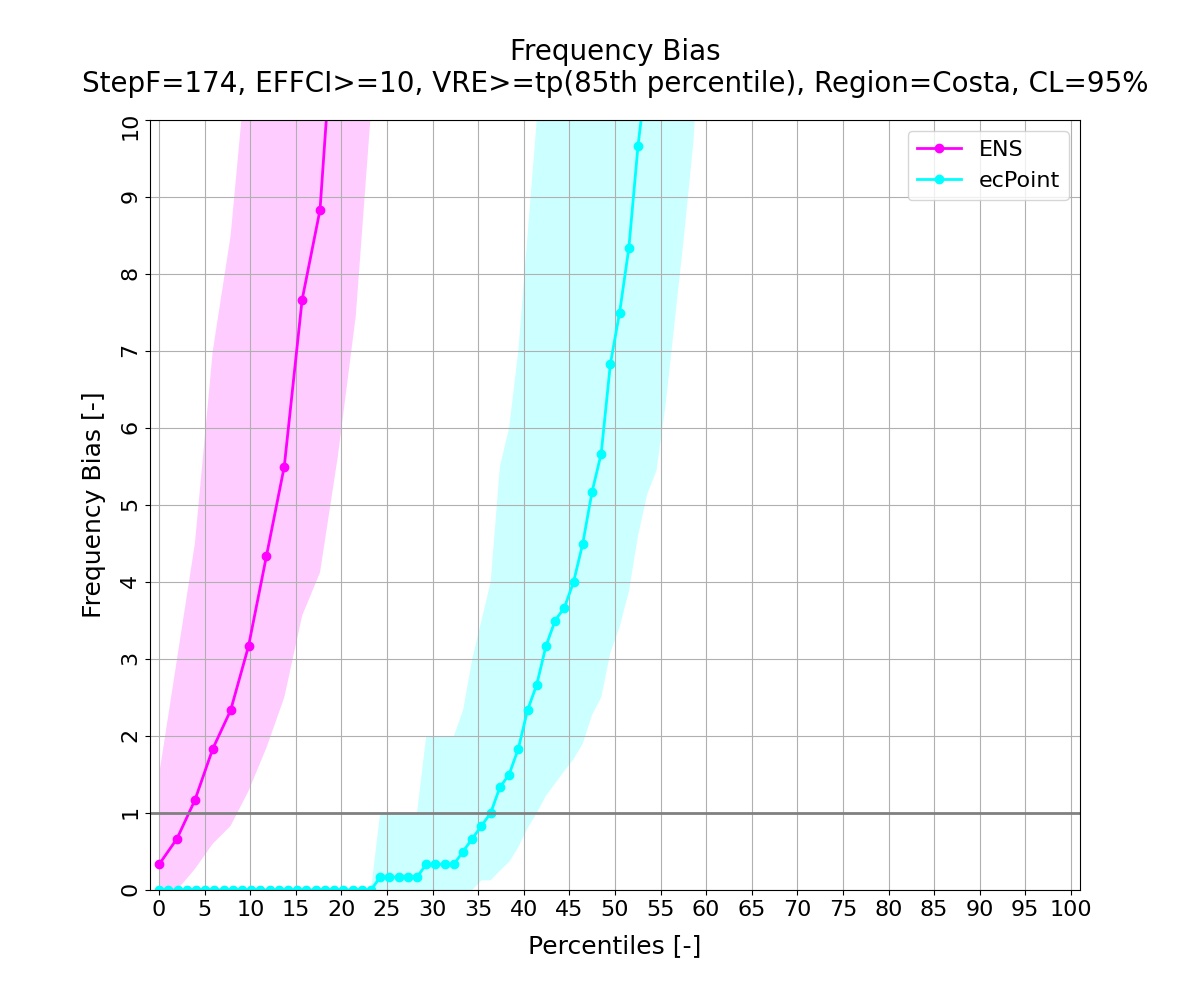 Frequency Bias
StepF=174, EFFCI>=10, VRE>=tp(85th percentile), Region=Costa, CL=95%
ENS
ecPoint
Frequency Bias [-]
10
9
8
7
6
5
4
3
2
1
0
0 5 10 15 20 25 30 35 40 45 50 55 60 65 70 75 80 85 90 95 100
Percentiles [-]